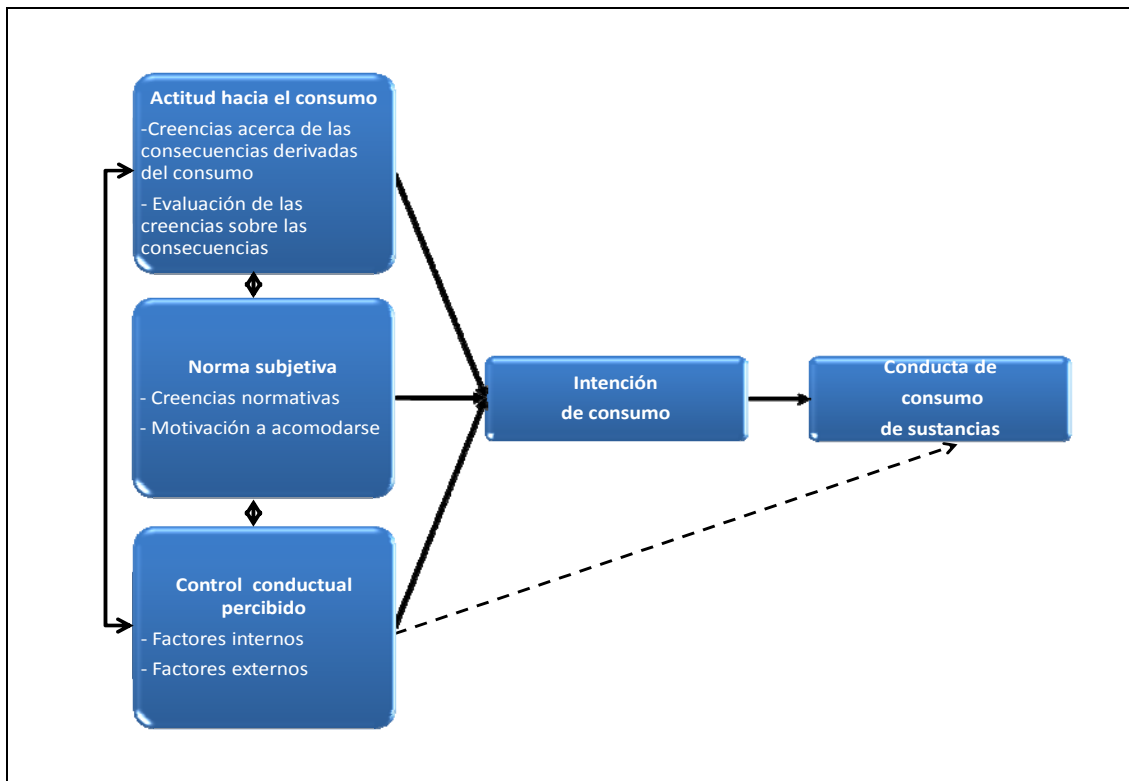 Actitud hacia el consumo
-Creencias acerca de las
consecuencias derivadas
del consumo
- Evaluación de las
creencias sobre las
consecuencias
Norma subjetiva
- Creencias normativas
- Motivación a acomodarse
Control conductual
percibido
- Factores internos
- Factores externos
Intención
de consumo
Conducta de
consumo
de sustancias